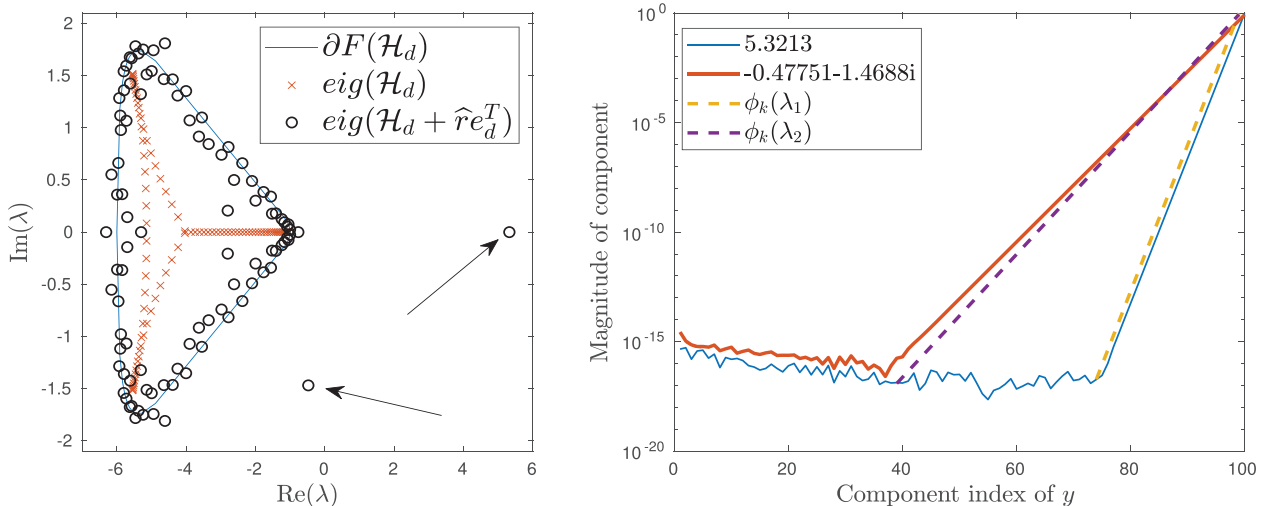 2
1.5
1
0.5
0
-0.5
-1
-1.5
-2
Im(λ)
-6 -4 -2 0 2 4 6
Re(λ)
∂F(ℋ_d)
eig(ℋ_d)
eig(ℋ_d + r̂e_d^T)
10^0
10^-5
10^-10
10^-15
10^-20
Magnitude of component
0 20 40 60 80 100
Component index of y
5.3213
-0.47751-1.4688i
ϕ_k(λ_1)
ϕ_k(λ_2)